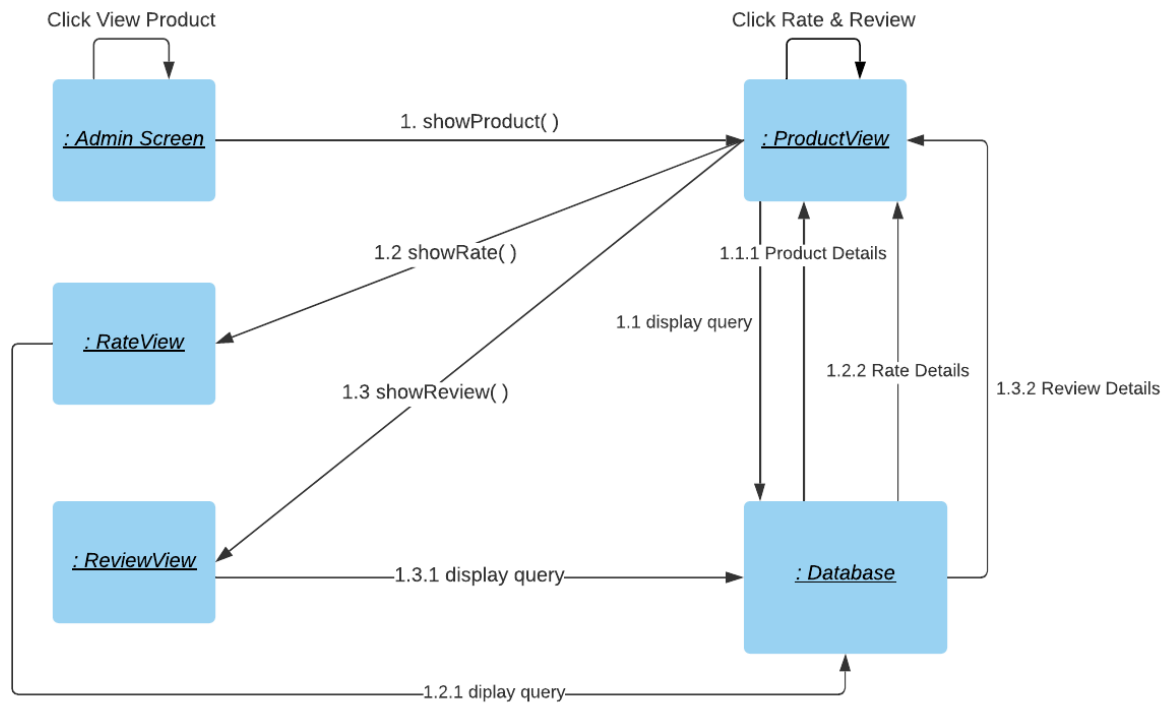 Click View Product
Click Rate & Review
: Admin Screen
1. showProduct( )
: ProductView
1.2 showRate( )
1.1.1 Product Details
: RateView
1.1 display query
1.2.2 Rate Details
1.3 showReview( )
1.3.2 Review Details
: ReviewView
1.3.1 display query
: Database
1.2.1 diplay query